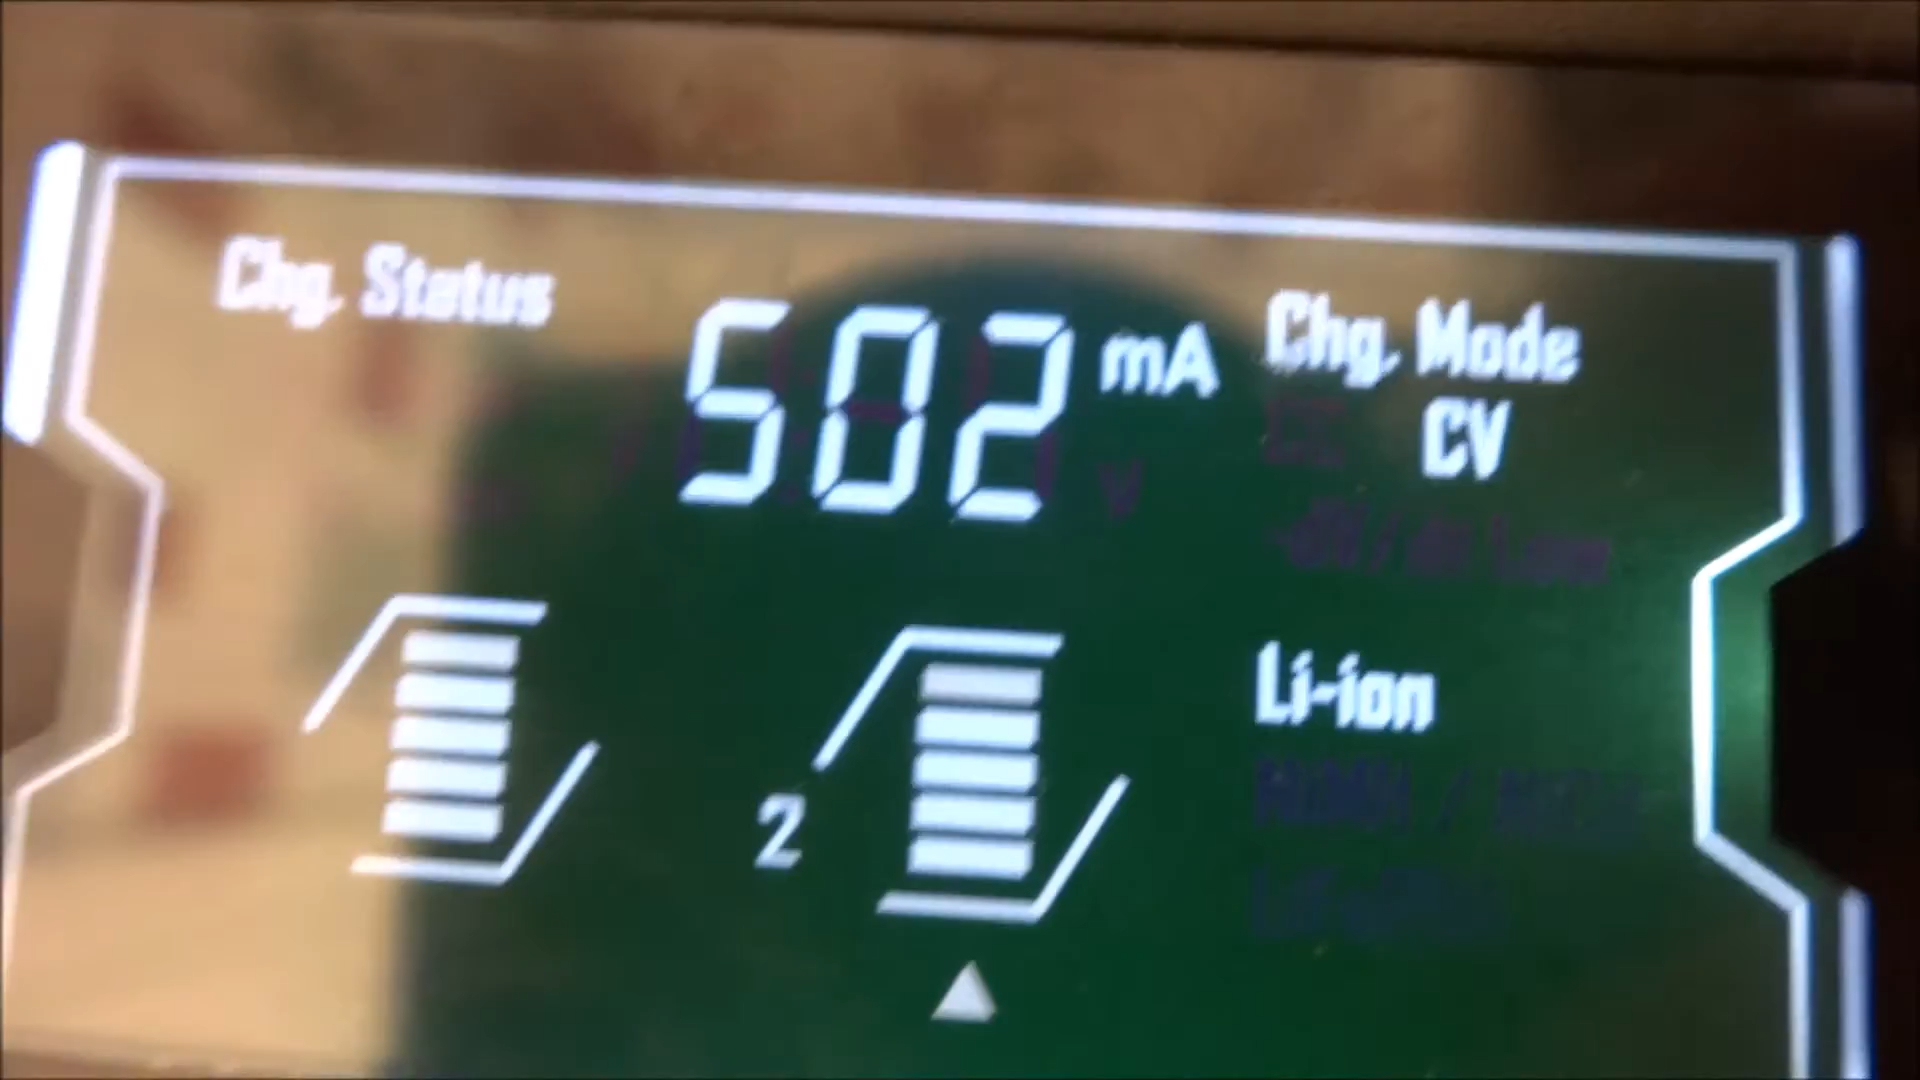 Chg. Status
502 mA
Chg. Mode
CV
V
Li-ion
2